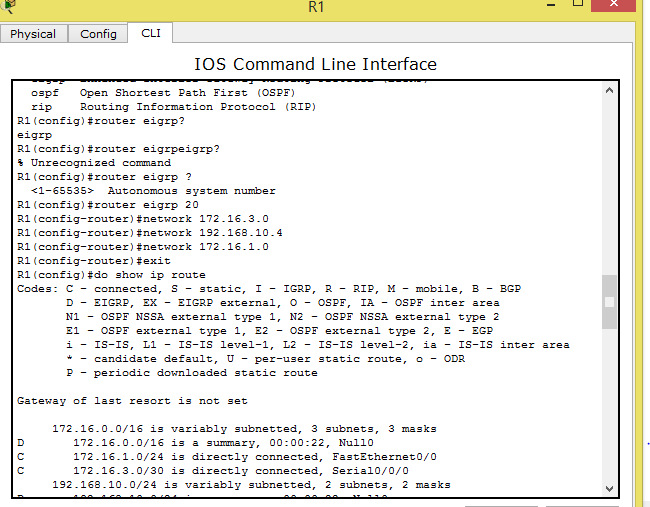 R1
Physical Config CLI
IOS Command Line Interface
ospf Open Shortest Path First (OSPF)
rip Routing Information Protocol (RIP)
R1(config)#router eigrp?
eigrp
R1(config)#router eigrpeigrp?
% Unrecognized command
R1(config)#router eigrp ?
<1-65535> Autonomous system number
R1(config)#router eigrp 20
R1(config-router)#network 172.16.3.0
R1(config-router)#network 192.168.10.4
R1(config-router)#network 172.16.1.0
R1(config-router)#exit
R1(config)#do show ip route
Codes: C - connected, S - static, I - IGRP, R - RIP, M - mobile, B - BGP
D - EIGRP, EX - EIGRP external, O - OSPF, IA - OSPF inter area
N1 - OSPF NSSA external type 1, N2 - OSPF NSSA external type 2
E1 - OSPF external type 1, E2 - OSPF external type 2, E - EGP
i - IS-IS, L1 - IS-IS level-1, L2 - IS-IS level-2, ia - IS-IS inter area
* - candidate default, U - per-user static route, o - ODR
P - periodic downloaded static route
Gateway of last resort is not set
172.16.0.0/16 is variably subnetted, 3 subnets, 3 masks
D 172.16.0.0/16 is a summary, 00:00:22, Null0
C 172.16.1.0/24 is directly connected, FastEthernet0/0
C 172.16.3.0/30 is directly connected, Serial0/0/0
192.168.10.0/24 is variably subnetted, 2 subnets, 2 masks